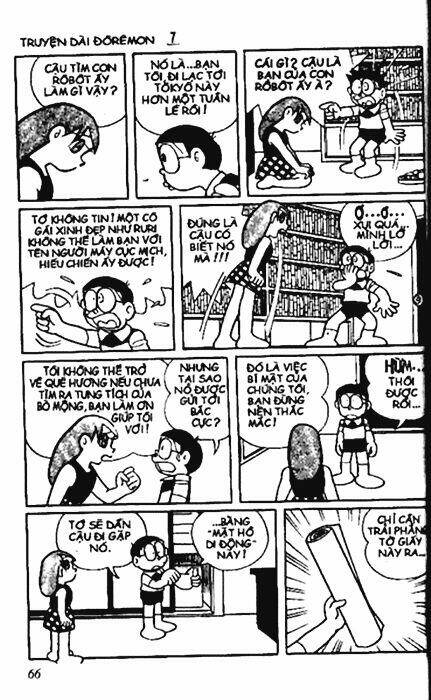 TRUYỆN DÀI ĐÔRÊMON 7
CẬU TÌM CON
RÔBỐT ẤY
LÀM GÌ VẬY?
NÓ LÀ...BẠN
TÔI, ĐI LẠC TỚI
TÔKYÔ NÀY
HƠN MỘT TUẦN
LỄ RỒI!
CÁI GÌ? CẬU LÀ
BẠN CỦA CON
RÔBỐT ẤY À?
TỚ KHÔNG TIN! MỘT CÔ
GÁI XINH ĐẸP NHƯ RURI
KHÔNG THỂ LÀM BẠN VỚI
TÊN NGƯỜI MÁY CỤC MỊCH,
HIẾU CHIẾN ẤY ĐƯỢC!
ĐÚNG LÀ
CẬU CÓ
BIẾT NÓ
MÀ!!!
Ơ...Ơ...
XUI QUÁ,
MÌNH LỠ
LỜI...
TÔI KHÔNG THỂ TRỞ
VỀ QUÊ HƯƠNG NẾU CHƯA
TÌM RA TUNG TÍCH CỦA
BỜ MỘNG, BẠN LÀM ƠN
GIÚP TÔI
VỚI!
NHƯNG
TẠI SAO
NÓ ĐƯỢC
GỬI TỚI
BẮC
CỰC?
ĐÓ LÀ VIỆC
BÍ MẬT CỦA
CHÚNG TÔI,
BẠN ĐỪNG
NÊN THẮC
MẮC!
HÙM...
THÔI
ĐƯỢC
RỒI...
TỚ SẼ DẪN
CẬU ĐI GẶP
NÓ.
...BẰNG
"MẶT HỒ
DI ĐỘNG"
NÀY!
CHỈ CẦN
TRẢI PHẲNG
TỜ GIẤY
NÀY RA...
66